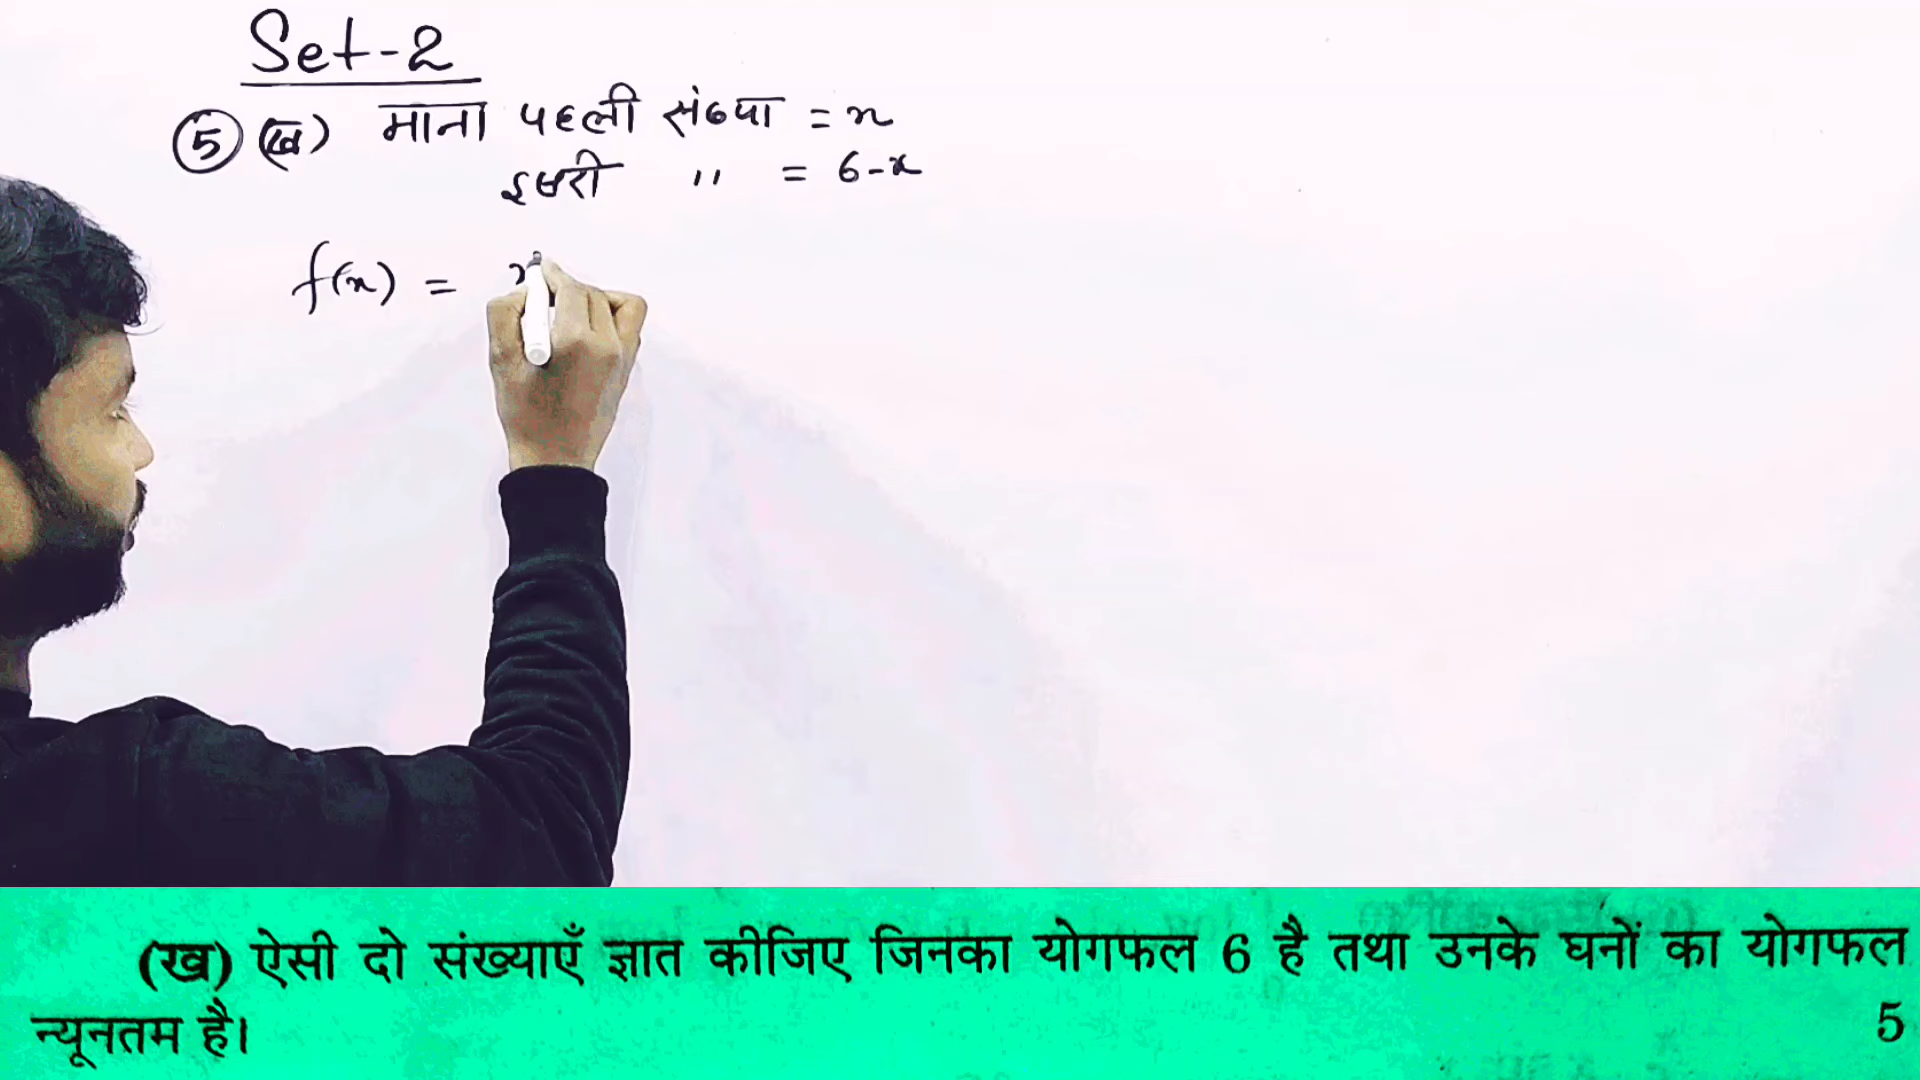 Set-2
5 (ख) माना पहली संख्या = x
दूसरी " = 6-x
f(x) = x
(ख) ऐसी दो संख्याएँ ज्ञात कीजिए जिनका योगफल 6 है तथा उनके घनों का योगफल
न्यूनतम है। 5